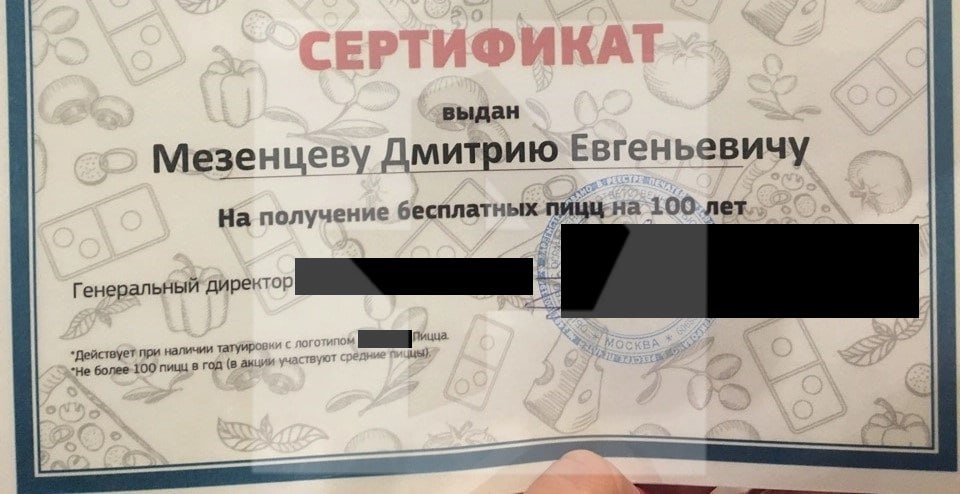 СЕРТИФИКАТ
выдан
Мезенцеву Дмитрию Евгеньевичу
На получение бесплатных пицц на 100 лет
Генеральный директор
*Действует при наличии татуировки с логотипом Пицца.
*Не более 100 пицц в год (в акции участвуют средние пиццы).
МОСКВА